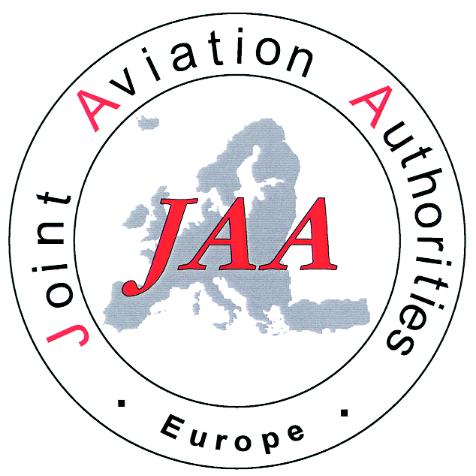 Joint Aviation Authorities
JAA
· Europe ·